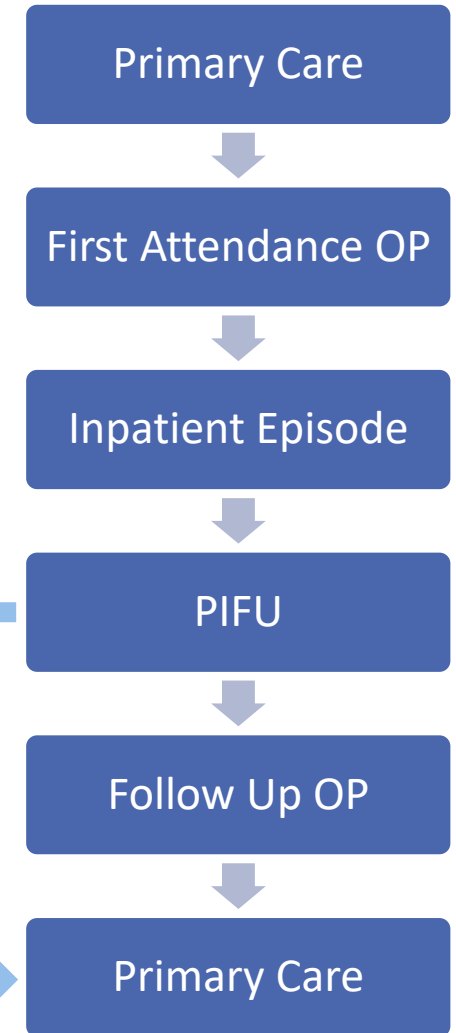 Primary Care
First Attendance OP
Inpatient Episode
PIFU
Follow Up OP
Primary Care